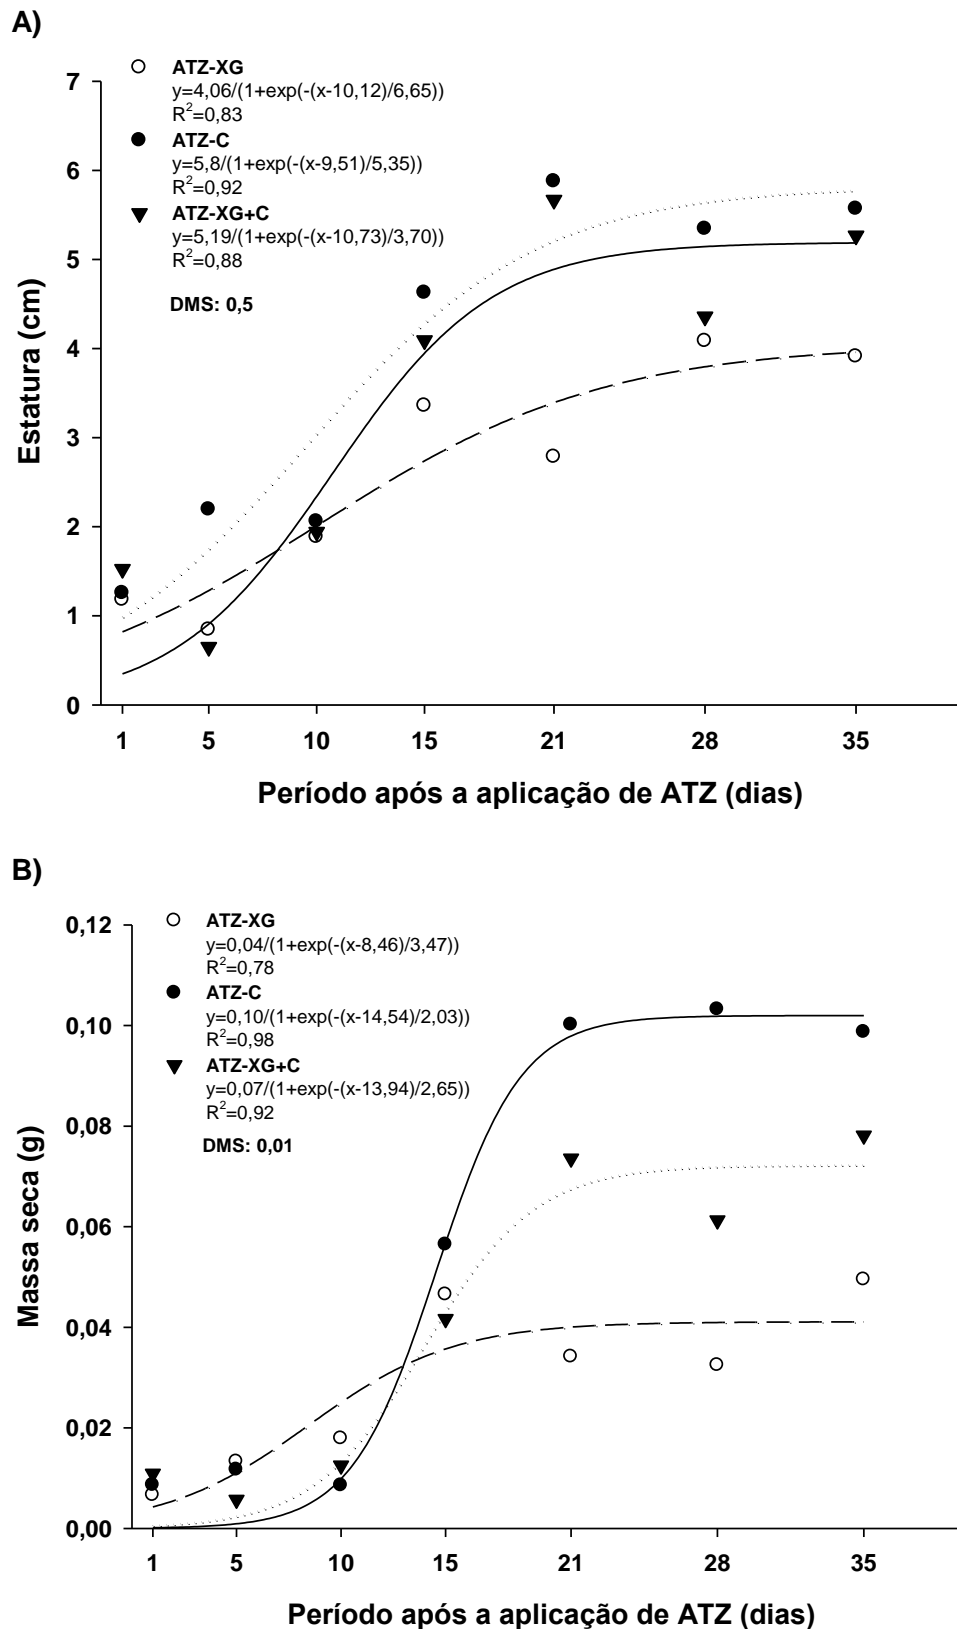 A)
ATZ-XG
y=4,06/(1+exp(-(x-10,12)/6,65))
R²=0,83
ATZ-C
y=5,8/(1+exp(-(x-9,51)/5,35))
R²=0,92
ATZ-XG+C
y=5,19/(1+exp(-(x-10,73)/3,70))
R²=0,88
DMS: 0,5
Estatura (cm)
7
6
5
4
3
2
1
0
1 5 10 15 21 28 35
Período após a aplicação de ATZ (dias)
B)
ATZ-XG
y=0,04/(1+exp(-(x-8,46)/3,47))
R²=0,78
ATZ-C
y=0,10/(1+exp(-(x-14,54)/2,03))
R²=0,98
ATZ-XG+C
y=0,07/(1+exp(-(x-13,94)/2,65))
R²=0,92
DMS: 0,01
Massa seca (g)
0,12
0,10
0,08
0,06
0,04
0,02
0,00
1 5 10 15 21 28 35
Período após a aplicação de ATZ (dias)